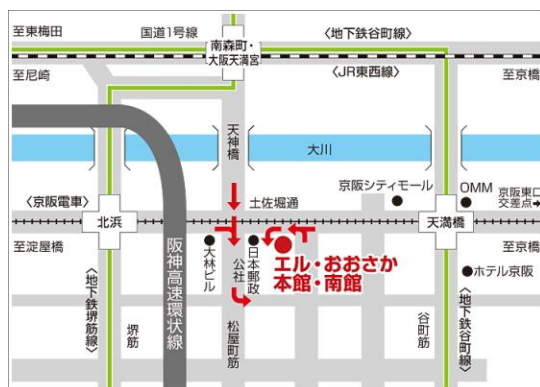 至東梅田
国道1号線
南森町・
大阪天満宮
〈地下鉄谷町線〉
至尼崎
〈JR東西線〉
至京橋
天神橋
大川
京阪シティモール
OMM
京阪東口
交差点→
〈京阪電車〉
土佐堀通
北浜
天満橋
至淀屋橋
至京橋
阪神高速環状線
大林ビル
公社
日本郵政
エル・おおさか
本館・南館
ホテル京阪
〈地下鉄堺筋線〉
堺筋
松屋町筋
谷町筋
〈地下鉄谷町線〉